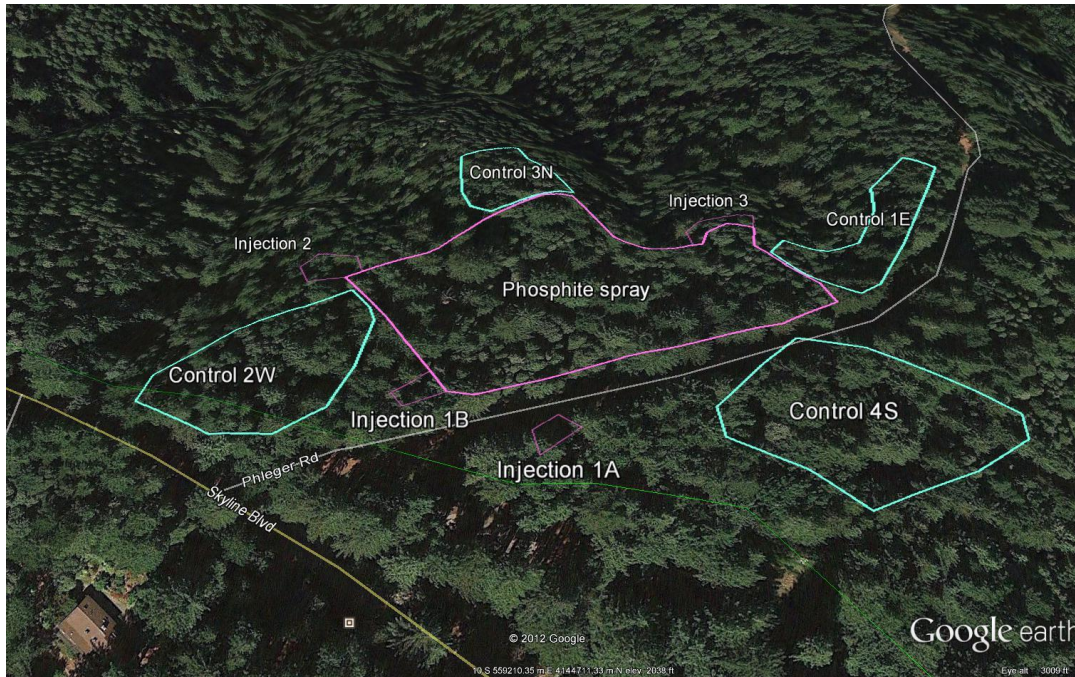 Control 3N
Injection 3
Control 1E
Injection 2
Phosphite spray
Control 2W
Control 4S
Injection 1B
Injection 1A
Phleger Rd
Skyline Blvd
© 2012 Google
Google earth
10 S 559210.35 m E 4144711.33 m N elev 2038 ft
Eye alt 3009 ft